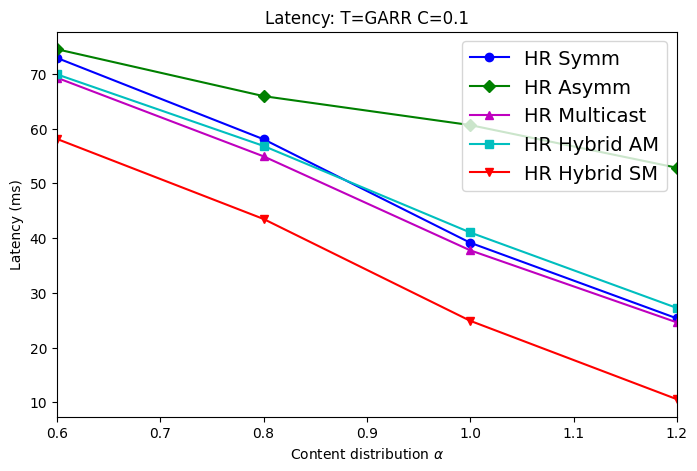 Latency: T=GARR C=0.1
HR Symm
HR Asymm
HR Multicast
HR Hybrid AM
HR Hybrid SM
Latency (ms)
70
60
50
40
30
20
10
0.6 0.7 0.8 0.9 1.0 1.1 1.2
Content distribution α